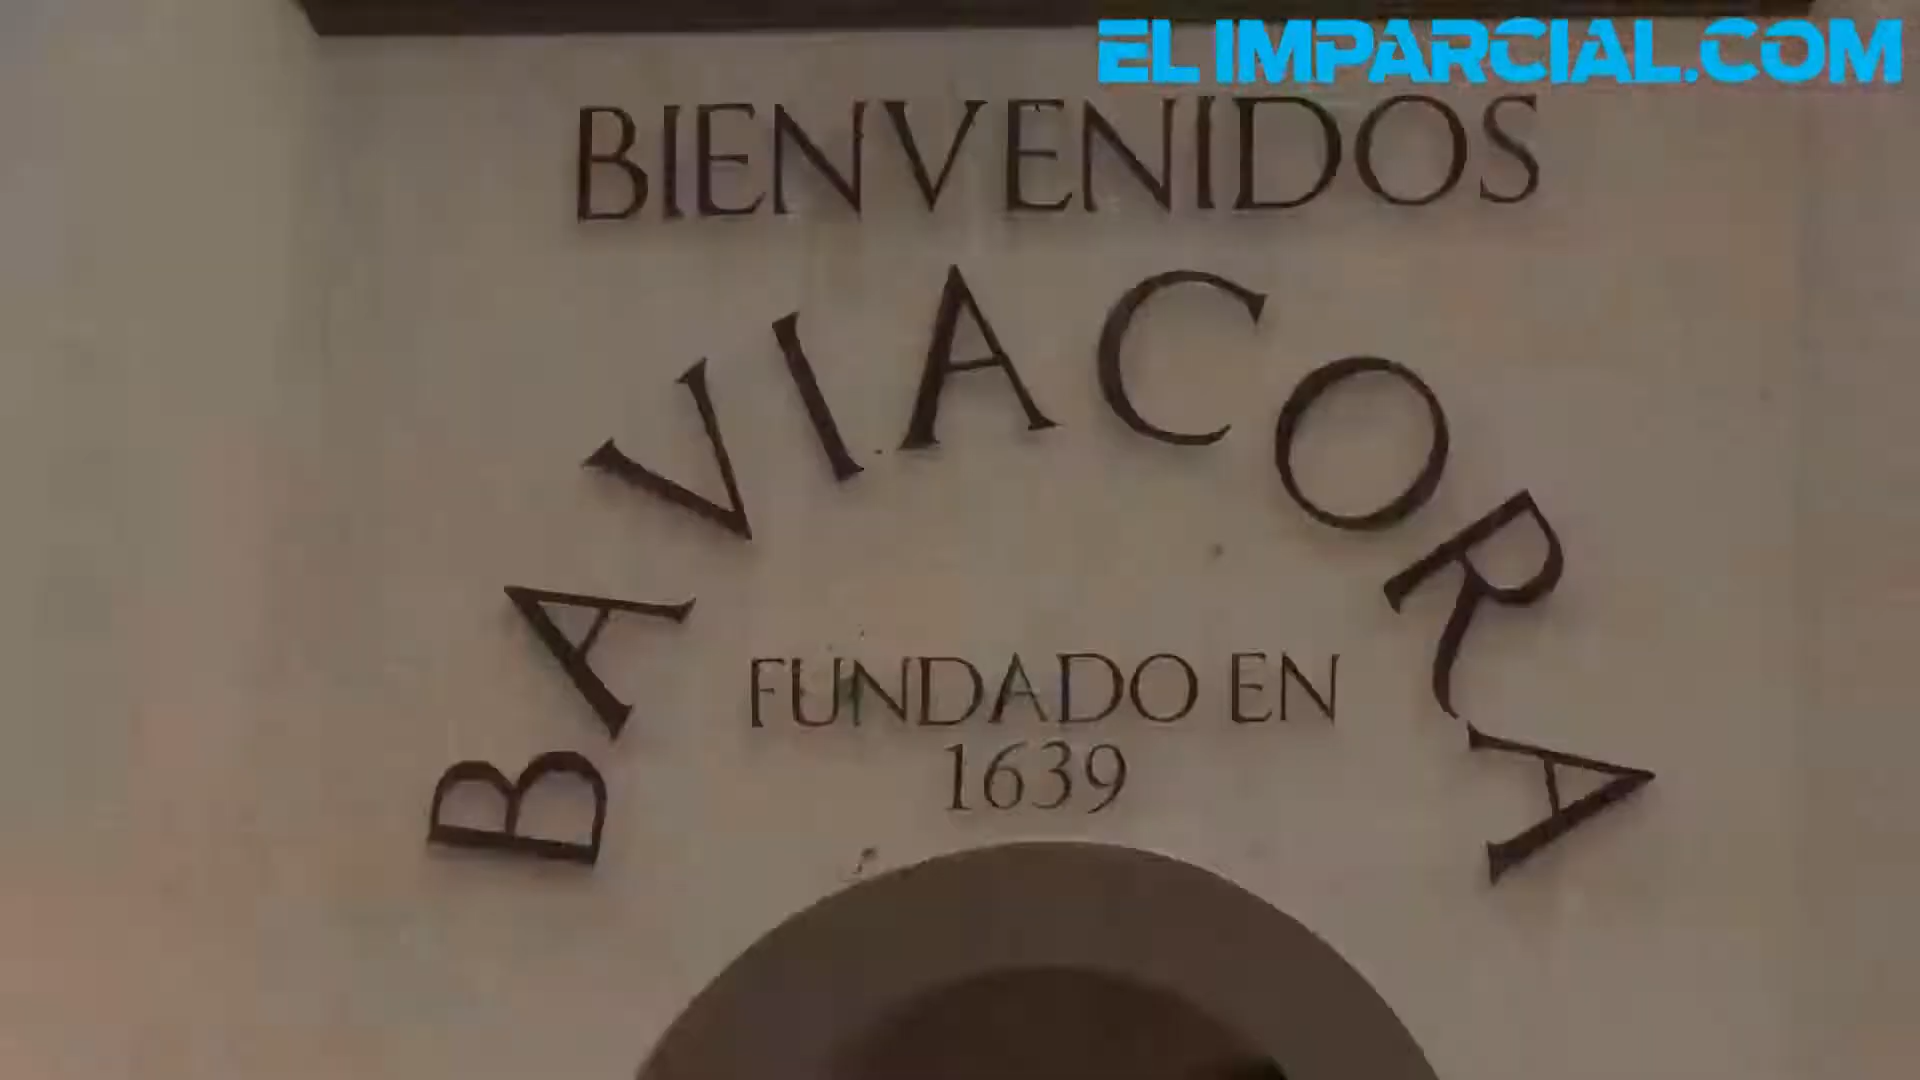 EL IMPARCIAL.COM
BIENVENIDOS
BAVIACORA
FUNDADO EN
1639